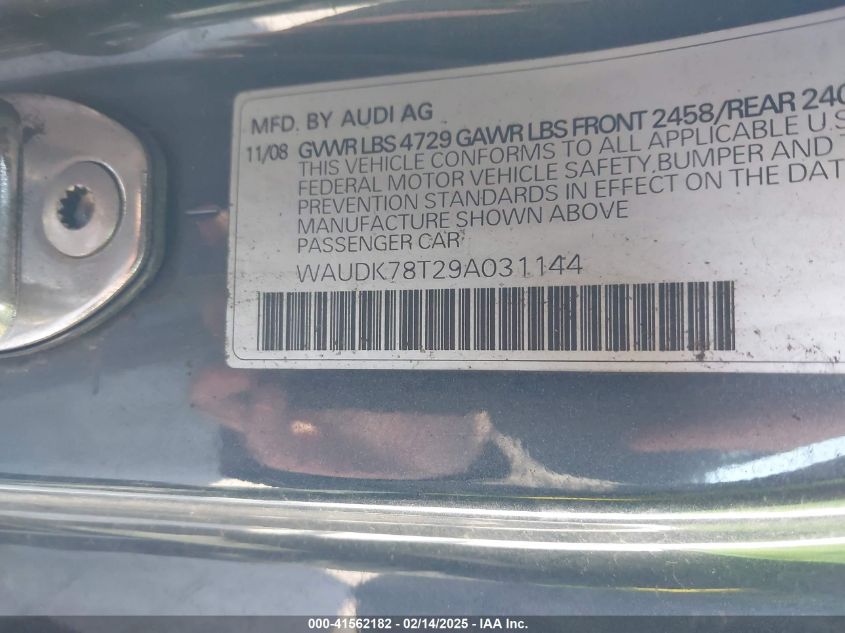 MFD. BY AUDI AG
11/08 GVWR LBS 4729 GAWR LBS FRONT 2458/REAR 240
THIS VEHICLE CONFORMS TO ALL APPLICABLE U.S
FEDERAL MOTOR VEHICLE SAFETY,BUMPER AND
PREVENTION STANDARDS IN EFFECT ON THE DAT
MANUFACTURE SHOWN ABOVE
PASSENGER CAR
WAUDK78T29A031144
000-41562182 / 02/14/2025 - IAA Inc.